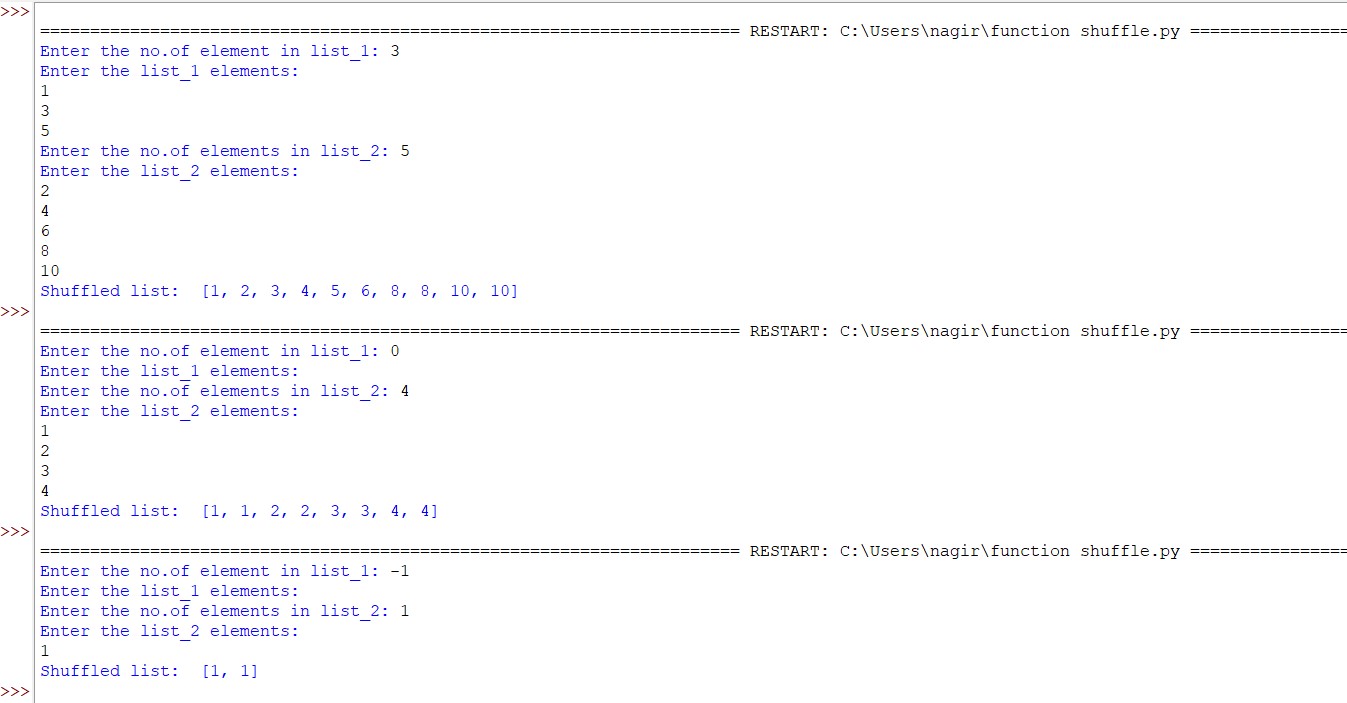 >>>
====================================================================== RESTART: C:\Users\nagir\function shuffle.py ================
Enter the no.of element in list_1: 3
Enter the list_1 elements:
1
3
5
Enter the no.of elements in list_2: 5
Enter the list_2 elements:
2
4
6
8
10
Shuffled list:  [1, 2, 3, 4, 5, 6, 8, 8, 10, 10]
>>>
====================================================================== RESTART: C:\Users\nagir\function shuffle.py ================
Enter the no.of element in list_1: 0
Enter the list_1 elements:
Enter the no.of elements in list_2: 4
Enter the list_2 elements:
1
2
3
4
Shuffled list:  [1, 1, 2, 2, 3, 3, 4, 4]
>>>
====================================================================== RESTART: C:\Users\nagir\function shuffle.py ================
Enter the no.of element in list_1: -1
Enter the list_1 elements:
Enter the no.of elements in list_2: 1
Enter the list_2 elements:
1
Shuffled list:  [1, 1]
>>>